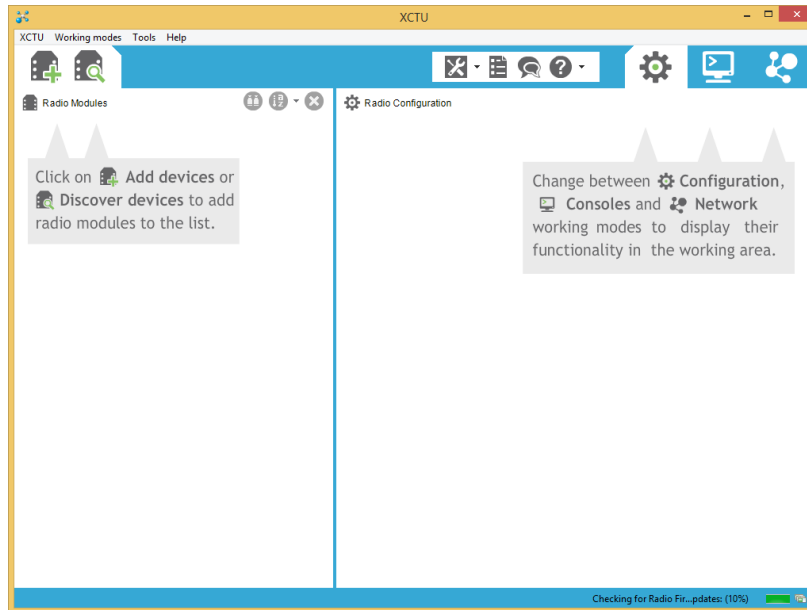 XCTU
XCTU Working modes Tools Help
Radio Modules
Radio Configuration
Click on Add devices or
Discover devices to add
radio modules to the list.
Change between Configuration,
Consoles and Network
working modes to display their
functionality in the working area.
Checking for Radio Fir...pdates: (10%)